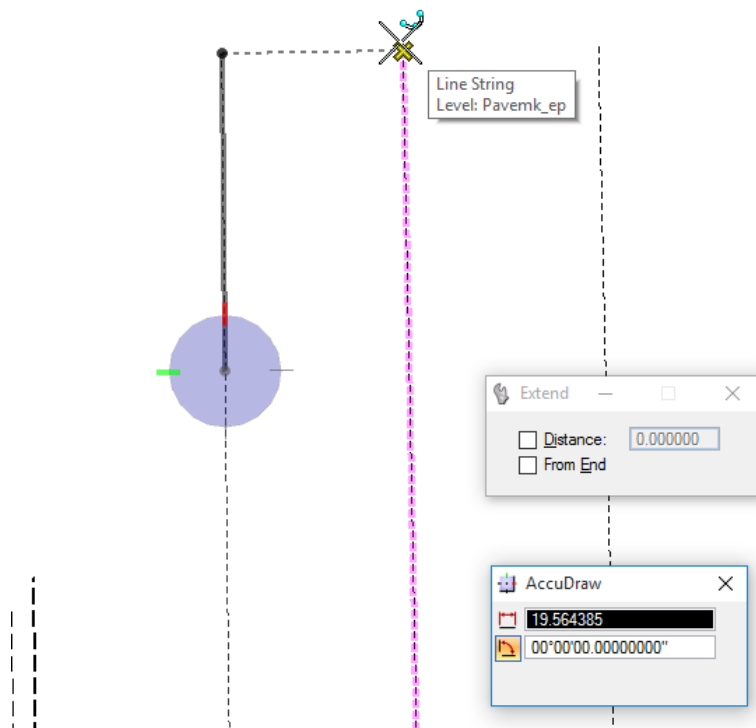 Line String
Level: Pavemk_ep
Extend
Distance: 0.000000
From End
AccuDraw
19.564385
00°00'00.00000000"